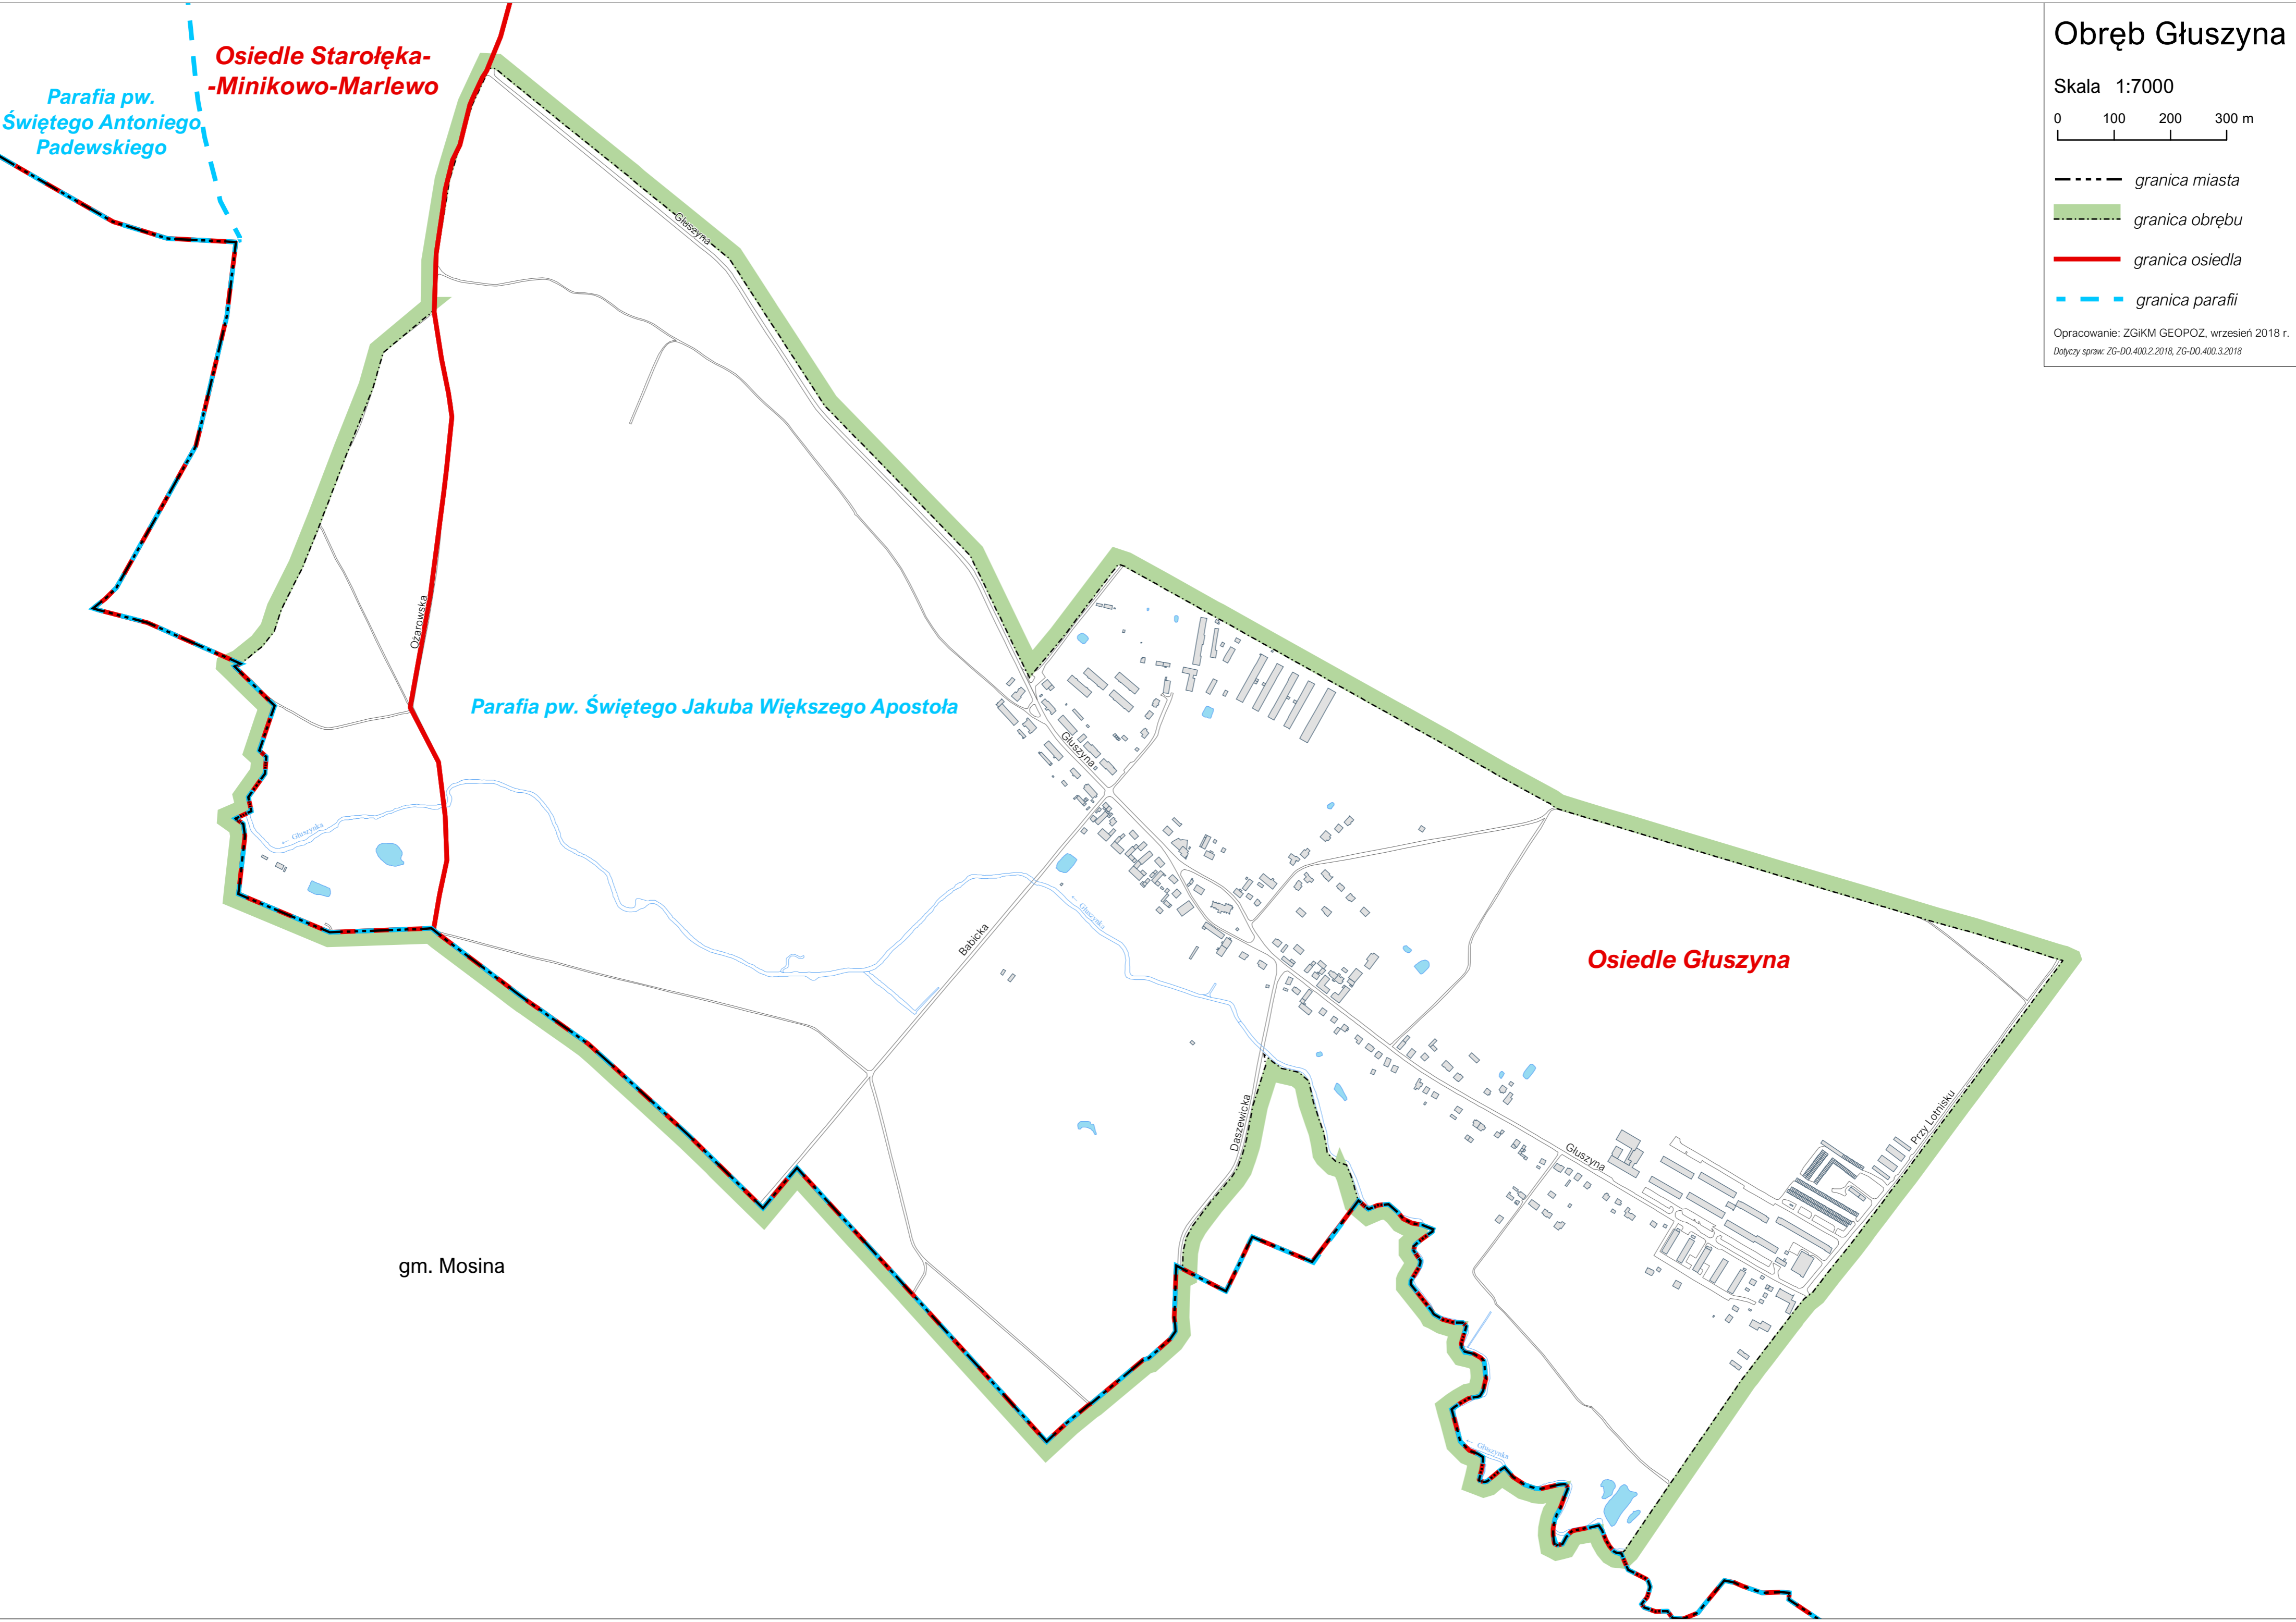 Obręb Głuszyna
Skala 1:7000
0 100 200 300 m
granica miasta
granica obrębu
granica osiedla
granica parafii
Opracowanie: ZGiKM GEOPOZ, wrzesień 2018 r.
Dotyczy spraw: ZG-DO.400.2.2018, ZG-DO.400.3.2018
Osiedle Starołęka-
-Minikowo-Marlewo
Parafia pw.
Świętego Antoniego
Padewskiego
Głuszyna
Ożarowska
Parafia pw. Świętego Jakuba Większego Apostoła
Głuszyna
← Głuszynka
← Głuszynka
Babicka
Osiedle Głuszyna
Daszewicka
Przy Lotnisku
Głuszyna
gm. Mosina
← Głuszynka